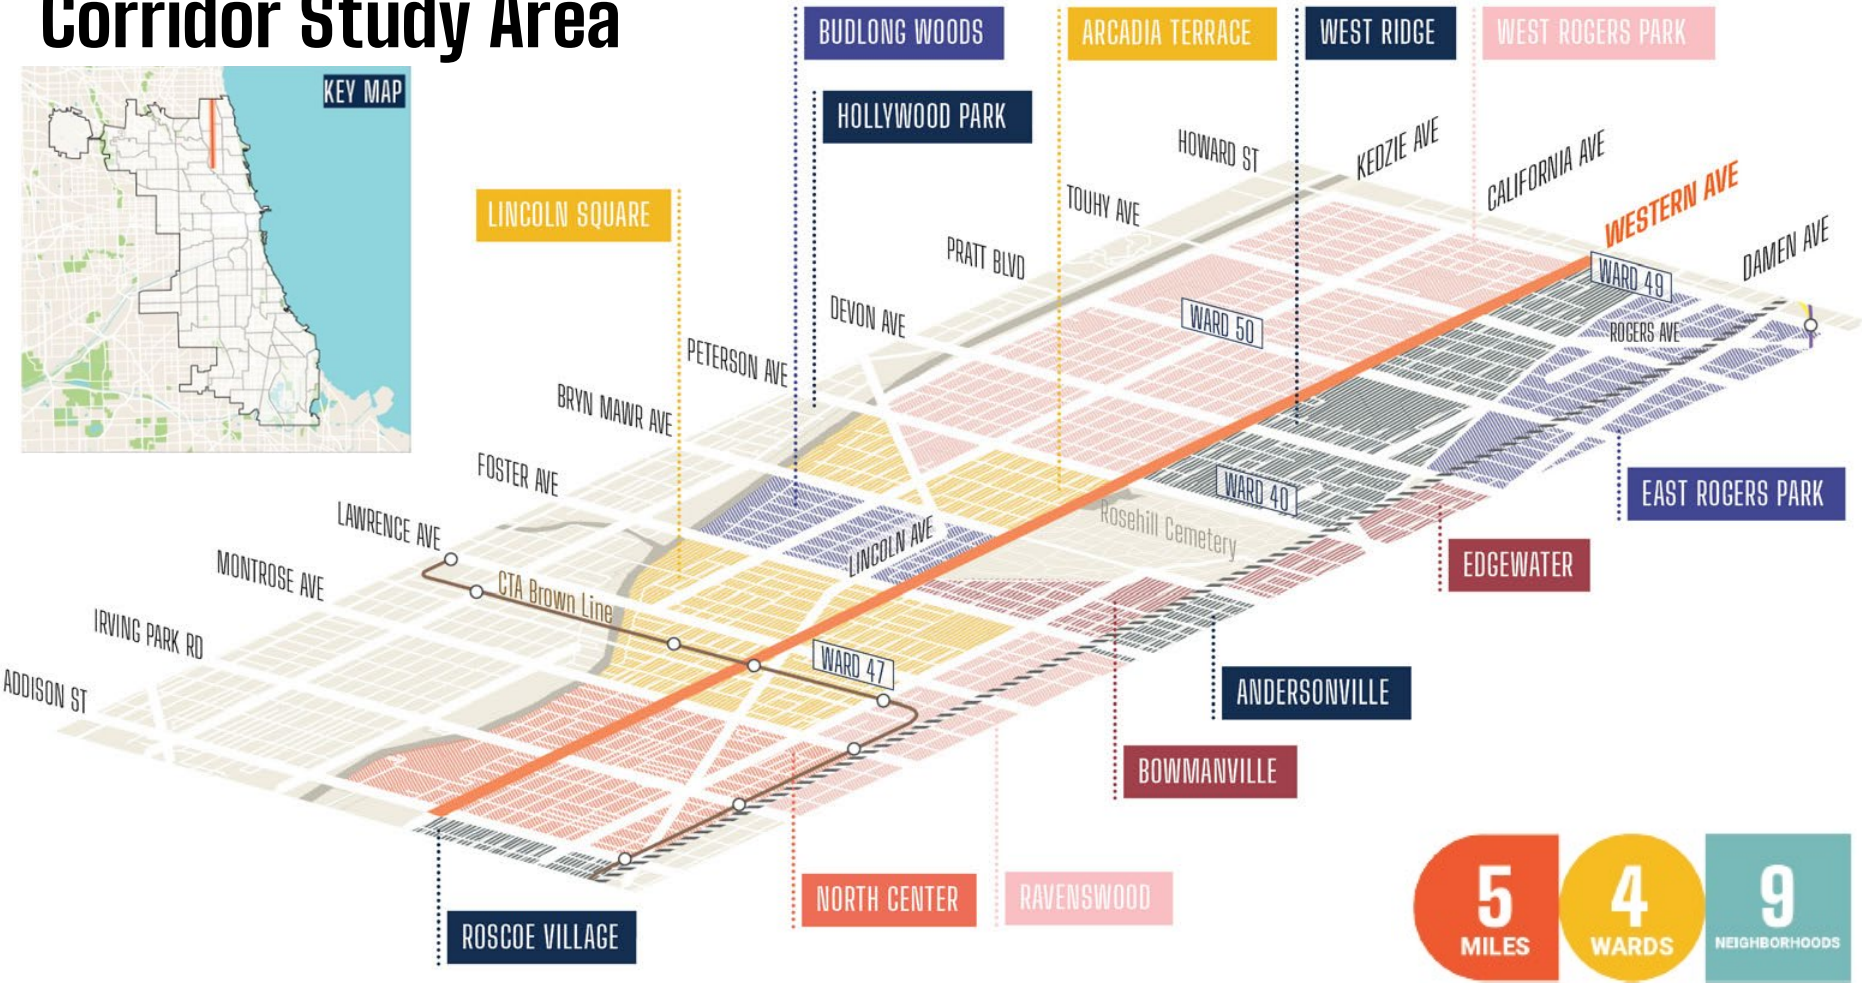 Corridor Study Area
KEY MAP
BUDLONG WOODS
ARCADIA TERRACE
WEST RIDGE
WEST ROGERS PARK
HOLLYWOOD PARK
LINCOLN SQUARE
HOWARD ST
KEDZIE AVE
CALIFORNIA AVE
WESTERN AVE
DAMEN AVE
TOUHY AVE
PRATT BLVD
DEVON AVE
PETERSON AVE
BRYN MAWR AVE
FOSTER AVE
LAWRENCE AVE
MONTROSE AVE
IRVING PARK RD
ADDISON ST
WARD 49
WARD 50
ROGERS AVE
WARD 40
Rosehill Cemetery
LINCOLN AVE
CTA Brown Line
WARD 47
EAST ROGERS PARK
EDGEWATER
ANDERSONVILLE
BOWMANVILLE
NORTH CENTER
RAVENSWOOD
ROSCOE VILLAGE
5
MILES
4
WARDS
9
NEIGHBORHOODS